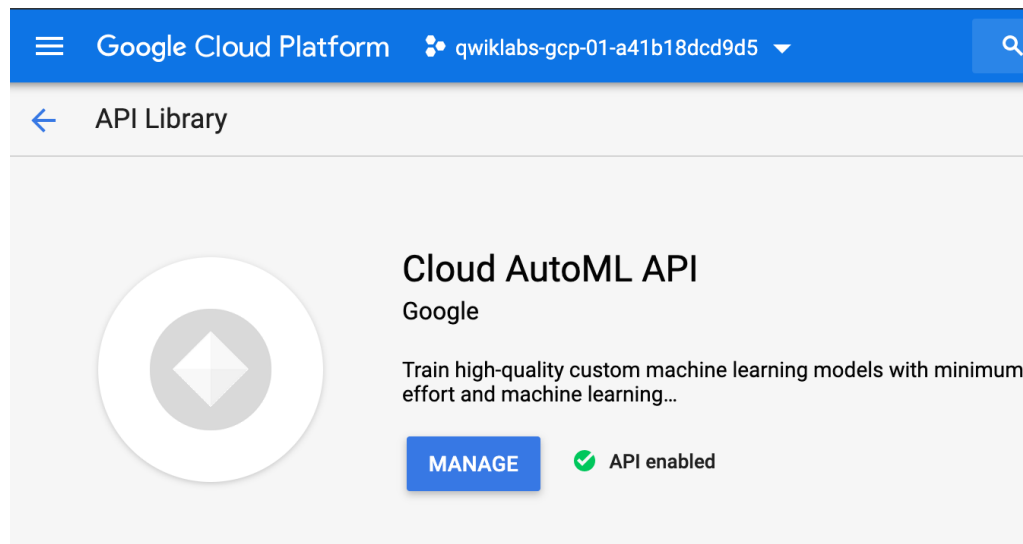 Google Cloud Platform
qwiklabs-gcp-01-a41b18dcd9d5
API Library
Cloud AutoML API
Google
Train high-quality custom machine learning models with minimum
effort and machine learning…
MANAGE
API enabled